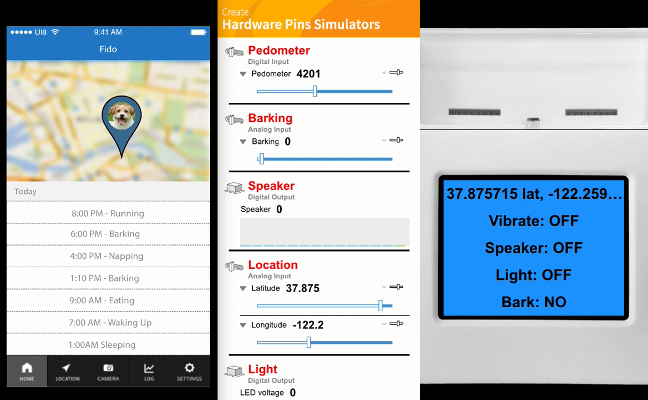 UI8 9:41 AM
Fido
Today
8:00 PM - Running
6:00 PM - Barking
4:00 PM - Napping
1:10 PM - Barking
9:00 AM - Eating
7:00 AM - Waking Up
1:00AM Sleeping
HOME LOCATION CAMERA LOG SETTINGS
Create
Hardware Pins Simulators
Pedometer
Digital Input
Pedometer 4201
Barking
Analog Input
Barking 0
Speaker
Digital Output
Speaker 0
Location
Analog Input
Latitude 37.875
Longitude -122.2
Light
Digital Output
LED voltage 0
37.875715 lat, -122.259...
Vibrate: OFF
Speaker: OFF
Light: OFF
Bark: NO